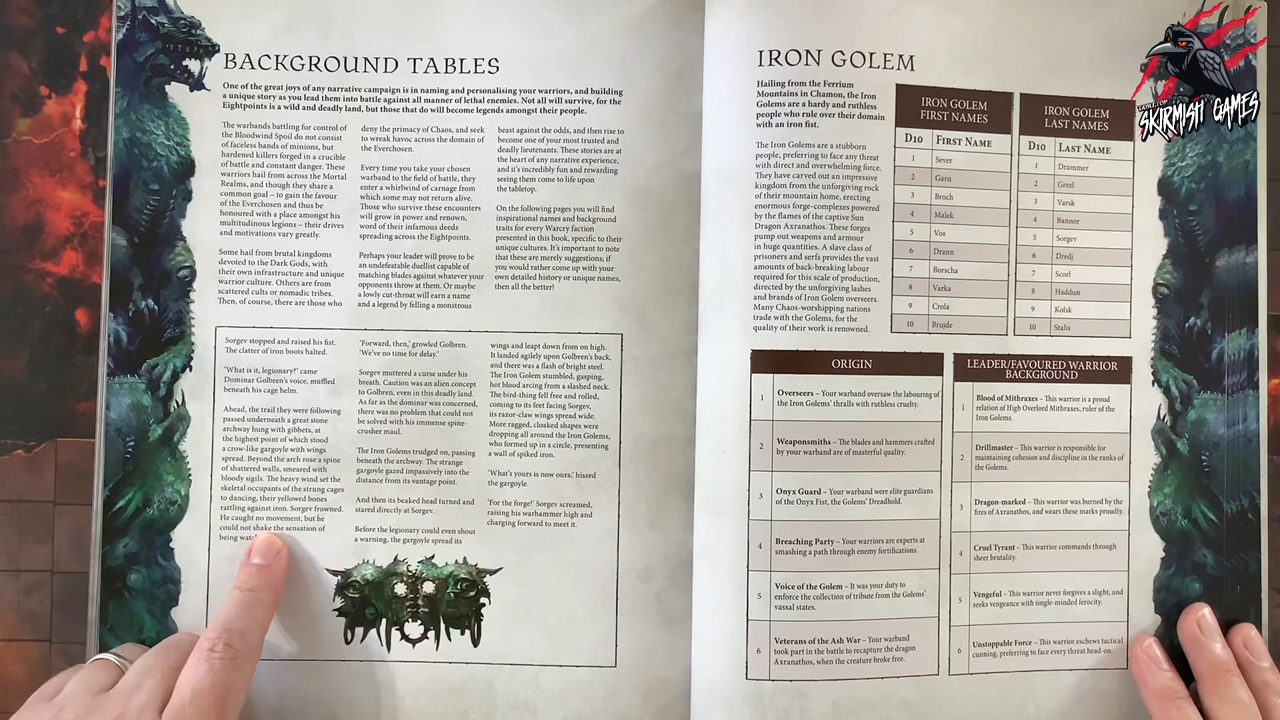 BACKGROUND TABLES
One of the great joys of any narrative campaign is in naming and personalising your warriors, and building
a unique story as you lead them into battle against all manner of lethal enemies. Not all will survive, for the
Eightpoints is a wild and deadly land, but those that do will become legends amongst their people.
The warbands battling for control
of the Bloodwind Spoil do not consist
of faceless bands of minions, but
hardened killers forged in a crucible
of battle and constant danger. These
warriors hail from across the Mortal
Realms, and though they share a
common goal – to gain the favour
of the Everchosen and thus be
honoured with a place amongst his
multitudinous legions – their drives
and motivations vary greatly.
Some hail from brutal kingdoms
devoted to the Dark Gods, with
their own infrastructure and unique
warrior culture. Others are from
scattered cults or nomadic tribes.
Then, of course, there are those who
deny the primacy of Chaos, and seek
to wreak havoc across the domain of
the Everchosen.
Every time you take your chosen
warband to the field of battle, they
enter a whirlwind of carnage from
which some may not return alive.
Those who survive these encounters
will grow in power and renown,
word of their infamous deeds
spreading across the Eightpoints.
Perhaps your leader will prove to be
an undefeatable duellist capable of
matching blades against whatever your
opponents throw at them. Or maybe
a lowly cut-throat will earn a name
and a legend by felling a monstrous
beast against the odds, and then rise to
become one of your most trusted and
deadly lieutenants. These stories are at
the heart of any narrative experience,
and it's incredibly fun and rewarding
seeing them come to life upon
the tabletop.
On the following pages you will find
inspirational names and background
traits for every Warcry faction
presented in this book, specific to their
unique cultures. It's important to note
that these are merely suggestions; if
you would rather come up with your
own detailed history or unique names,
then all the better!
Sorgev stopped and raised his fist.
The clatter of iron boots halted.
'What is it, legionary?' came
Dominar Golbren's voice, muffled
beneath his cage helm.
Ahead, the trail they were following
passed underneath a great stone
archway hung with gibbets, at
the highest point of which stood
a crow-like gargoyle with wings
spread. Beyond the arch rose a spine
of shattered walls, smeared with
bloody sigils. The heavy wind set the
skeletal occupants of the strung cages
to dancing, their yellowed bones
rattling against iron. Sorgev frowned.
He caught no movement, but he
could not shake the sensation of
being
'Forward, then,' growled Golbren.
'We've no time for delay.'
Sorgev muttered a curse under his
breath. Caution was an alien concept
to Golbren, even in this deadly land.
As far as the dominar was concerned,
there was no problem that could not
be solved with his immense spine-
crusher maul.
The Iron Golems trudged on, passing
beneath the archway. The strange
gargoyle gazed impassively into the
distance from its vantage point.
And then its beaked head turned and
stared directly at Sorgev.
Before the legionary could even shout
a warning, the gargoyle spread its
wings and leapt down from on high.
It landed agilely upon Golbren's back,
and there was a flash of bright steel.
The Iron Golem stumbled, gasping,
hot blood arcing from a slashed neck.
The bird-thing fell free and rolled,
coming to its feet facing Sorgev,
its razor-claw wings spread wide.
More ragged, cloaked shapes were
dropping all around the Iron Golems,
who formed up in a circle, presenting
a wall of spiked iron.
'What's yours is now ours,' hissed
the gargoyle.
'For the forge!' Sorgev screamed,
raising his warhammer high and
charging forward to meet it.
IRON GOLEM
Hailing from the Ferrium
Mountains in Chamon, the Iron
Golems are a hardy and ruthless
people who rule over their domain
with an iron fist.
The Iron Golems are a stubborn
people, preferring to face any threat
with direct and overwhelming force.
They have carved out an impressive
kingdom from the unforgiving rock
of their mountain home, erecting
enormous forge-complexes powered
by the flames of the captive Sun
Dragon Axranathos. These forges
pump out weapons and armour
in huge quantities. A slave class of
prisoners and serfs provides the vast
amounts of back-breaking labour
required for this scale of production,
directed by the unforgiving lashes
and brands of Iron Golem overseers.
Many Chaos-worshipping nations
trade with the Golems, for the
quality of their work is renowned.
IRON GOLEM
FIRST NAMES
D10 FIRST NAME
1 Sever
2 Garn
3 Broch
4 Malek
5 Vos
6 Drann
7 Borscha
8 Varka
9 Crola
10 Brujde
IRON GOLEM
LAST NAMES
D10 LAST NAME
1 Drammer
2 Greel
3 Varsk
4 Bannor
5 Sorgev
6 Dredj
7 Scorl
8 Haddun
9 Kolsk
10 Stalis
ORIGIN
1 Overseers – Your warband oversaw the labouring of
the Iron Golems' thralls with ruthless cruelty.
2 Weaponsmiths – The blades and hammers crafted
by your warband are of masterful quality.
3 Onyx Guard – Your warband were elite guardians
of the Onyx Fist, the Golems' Dreadhold.
4 Breaching Party – Your warriors are experts at
smashing a path through enemy fortifications.
5 Voice of the Golem – It was your duty to
enforce the collection of tribute from the Golems'
vassal states.
6 Veterans of the Ash War – Your warband
took part in the battle to recapture the dragon
Axranathos, when the creature broke free.
LEADER/FAVOURED WARRIOR
BACKGROUND
1 Blood of Mithraxes – This warrior is a proud
relation of High Overlord Mithraxes, ruler of the
Iron Golems.
2 Drillmaster – This warrior is responsible for
maintaining cohesion and discipline in the ranks of
the Golems.
3 Dragon-marked – This warrior was burned by the
fires of Axranathos, and wears these marks proudly.
4 Cruel Tyrant – This warrior commands through
sheer brutality.
5 Vengeful – This warrior never forgives a slight, and
seeks vengeance with single-minded ferocity.
6 Unstoppable Force – This warrior eschews tactical
cunning, preferring to face every threat head-on.
TABLETOP
SKIRMISH GAMES